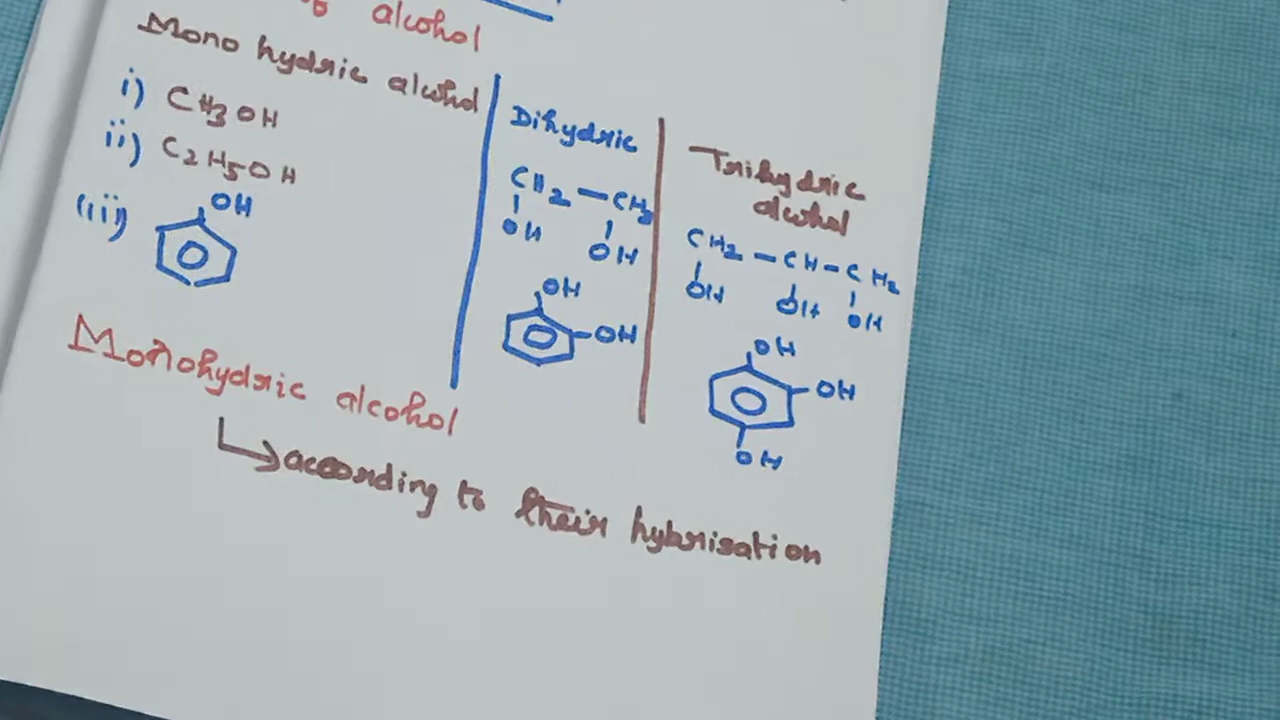 of alcohol
Mono hydric alcohol
i) CH3OH
ii) C2H5OH
(iii)
OH
Dihydric
CH2 — CH2
OH OH
OH
OH
Trihydric
alcohol
CH2 — CH — CH2
OH OH OH
OH
OH
OH
Monohydric alcohol
↳ according to their hybrisation